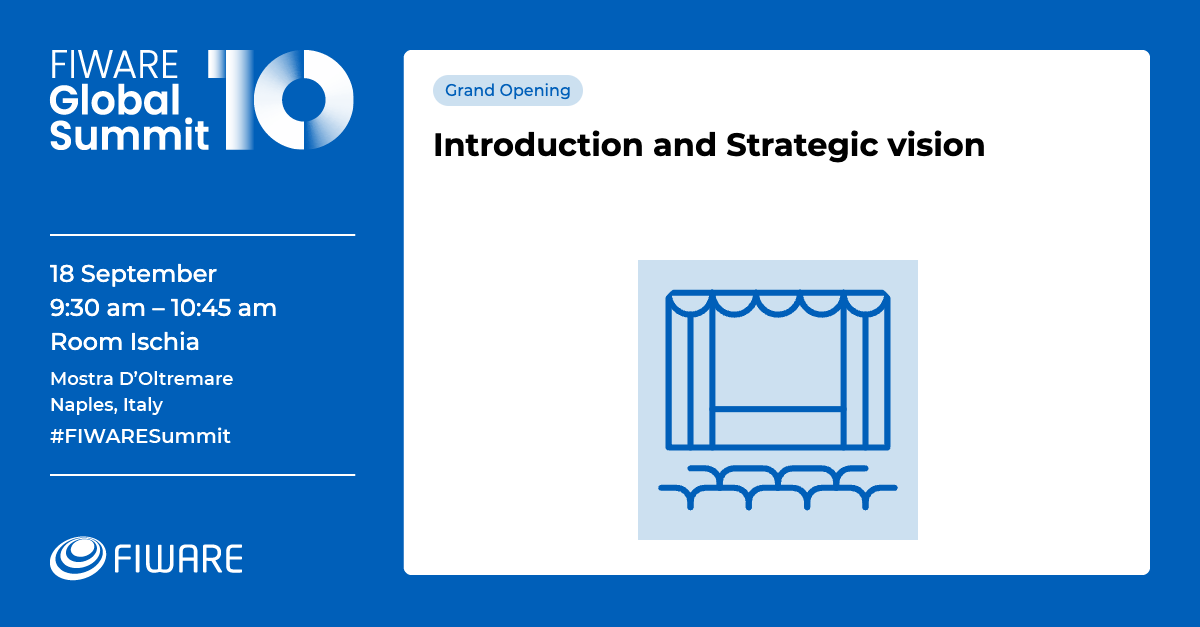 FIWARE
Global
Summit
10
18 September
9:30 am – 10:45 am
Room Ischia
Mostra D’Oltremare
Naples, Italy
#FIWARESummit
FIWARE
Grand Opening
Introduction and Strategic vision